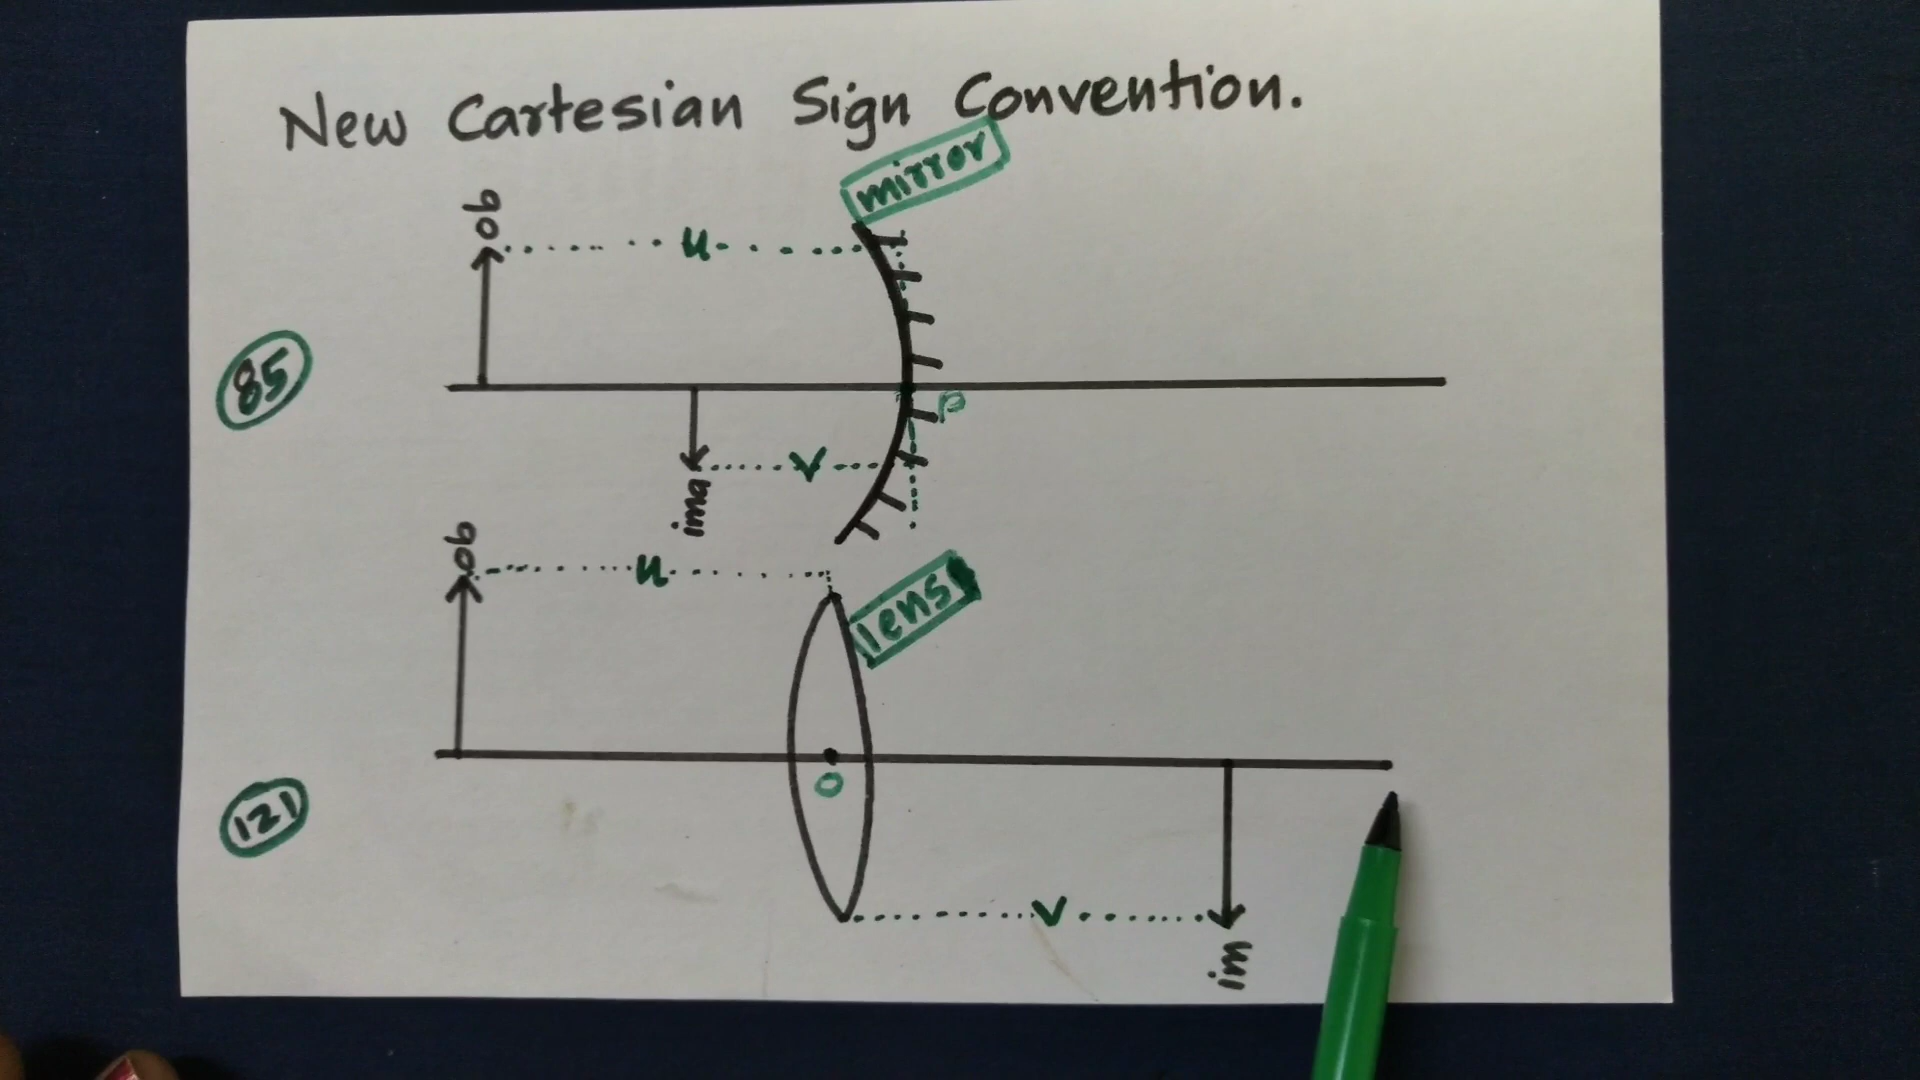 New Cartesian Sign Convention.
mirror
ob
u
85
P
v
ima
ob
u
lens
O
121
v
im